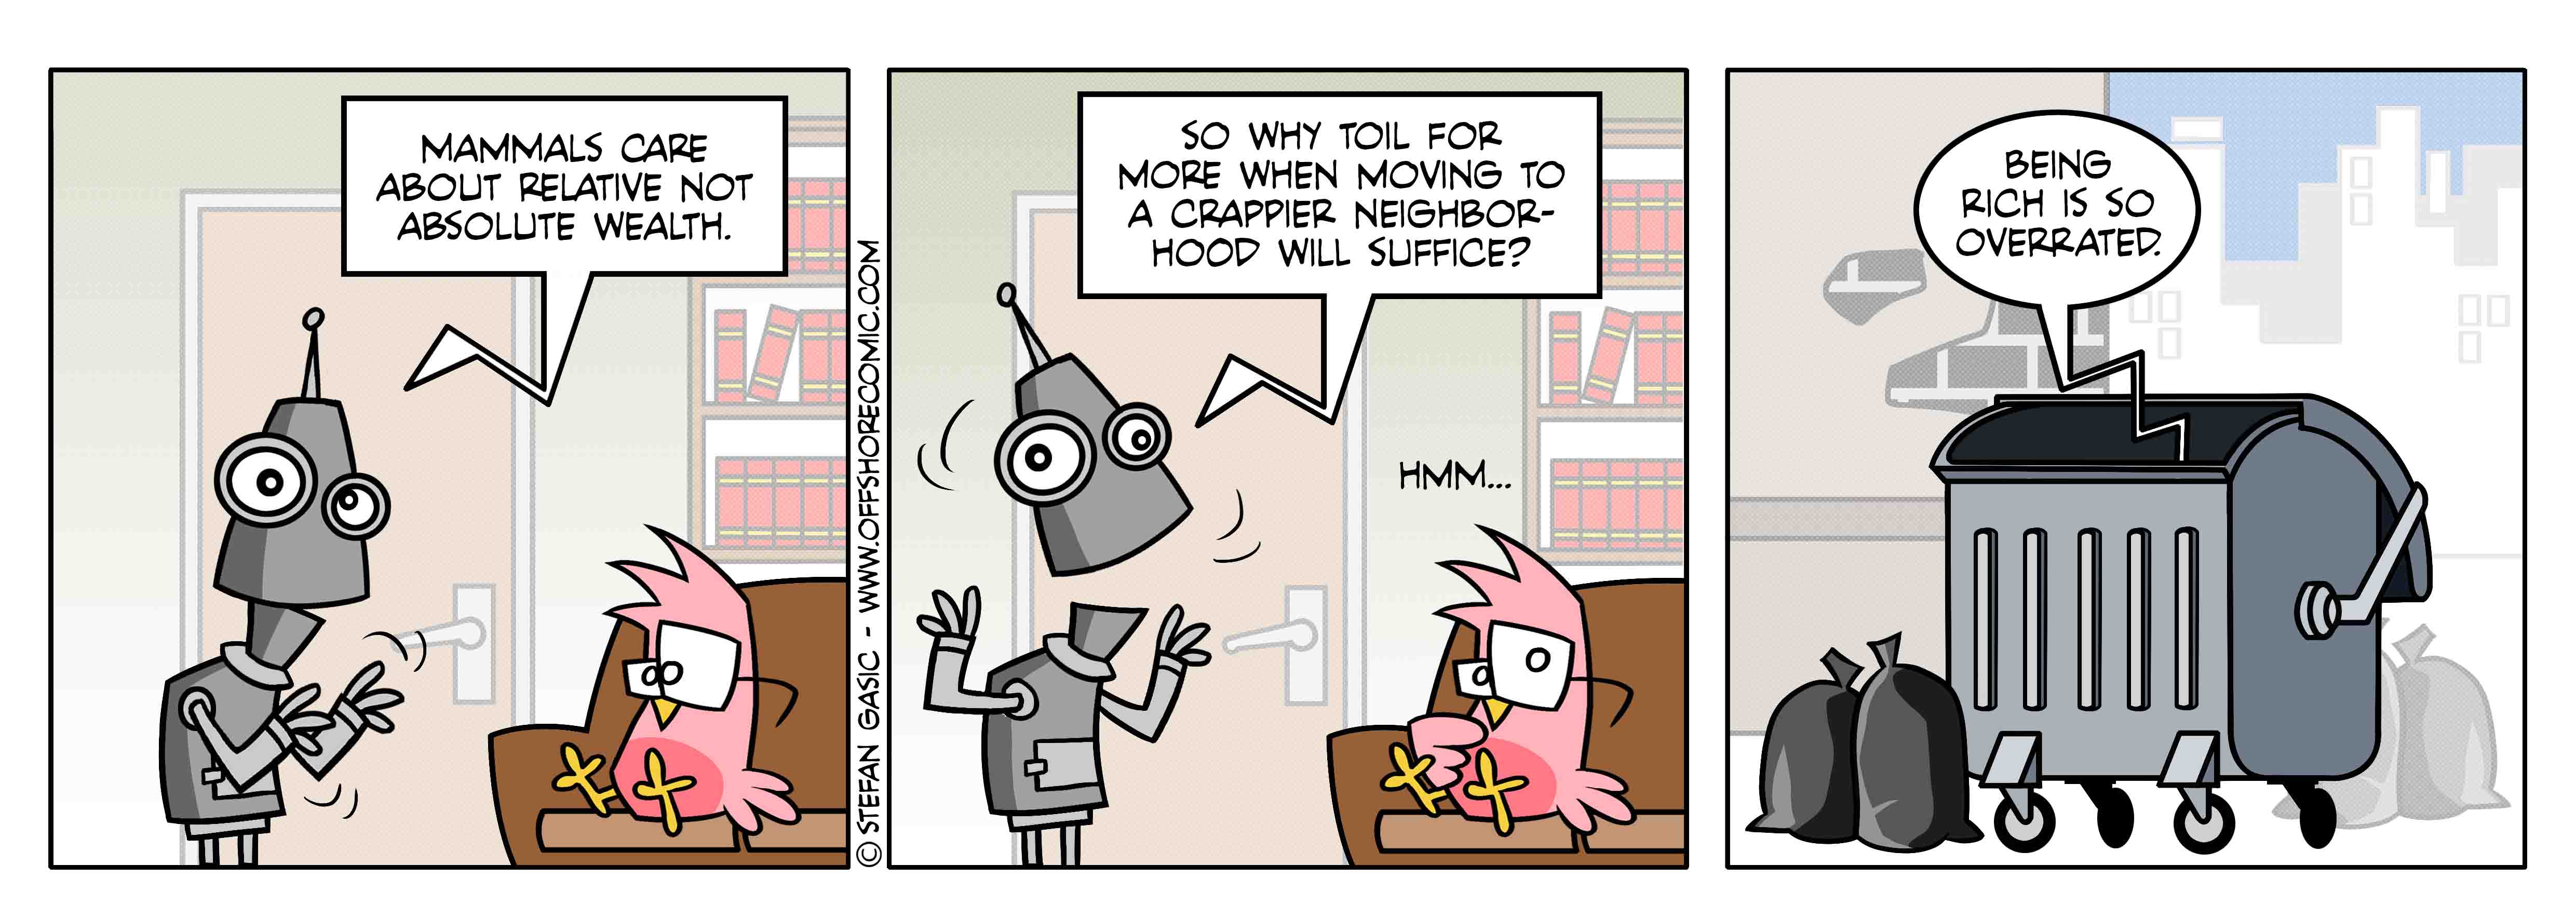 MAMMALS CARE
ABOUT RELATIVE NOT
ABSOLUTE WEALTH.
© STEFAN GASIC - WWW.OFFSHORECOMIC.COM
SO WHY TOIL FOR
MORE WHEN MOVING TO
A CRAPPIER NEIGHBOR-
HOOD WILL SUFFICE?
HMM...
BEING
RICH IS SO
OVERRATED.